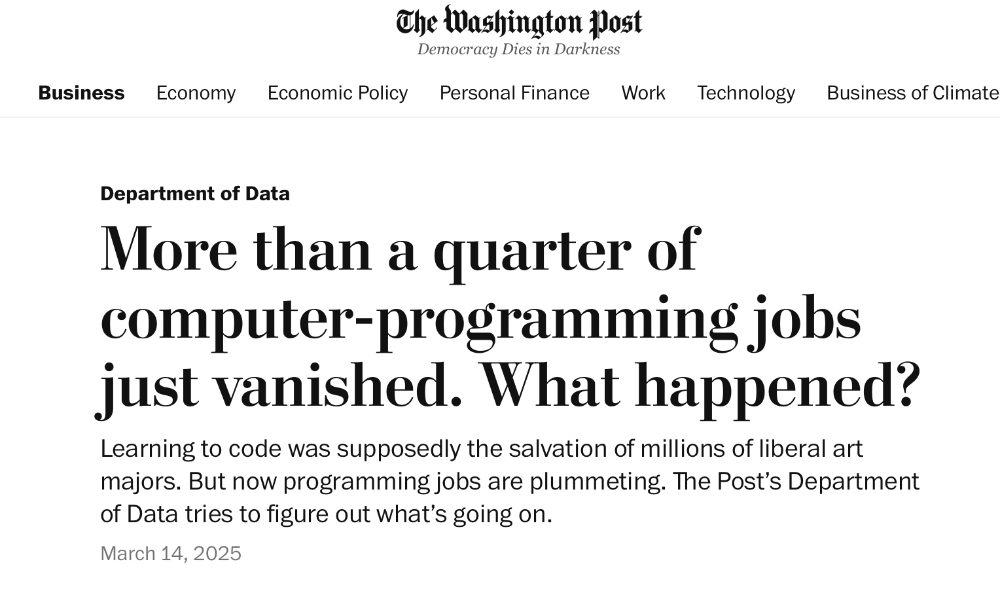 The Washington Post
Democracy Dies in Darkness
Business Economy Economic Policy Personal Finance Work Technology Business of Climate
Department of Data
More than a quarter of
computer-programming jobs
just vanished. What happened?
Learning to code was supposedly the salvation of millions of liberal art
majors. But now programming jobs are plummeting. The Post’s Department
of Data tries to figure out what’s going on.
March 14, 2025